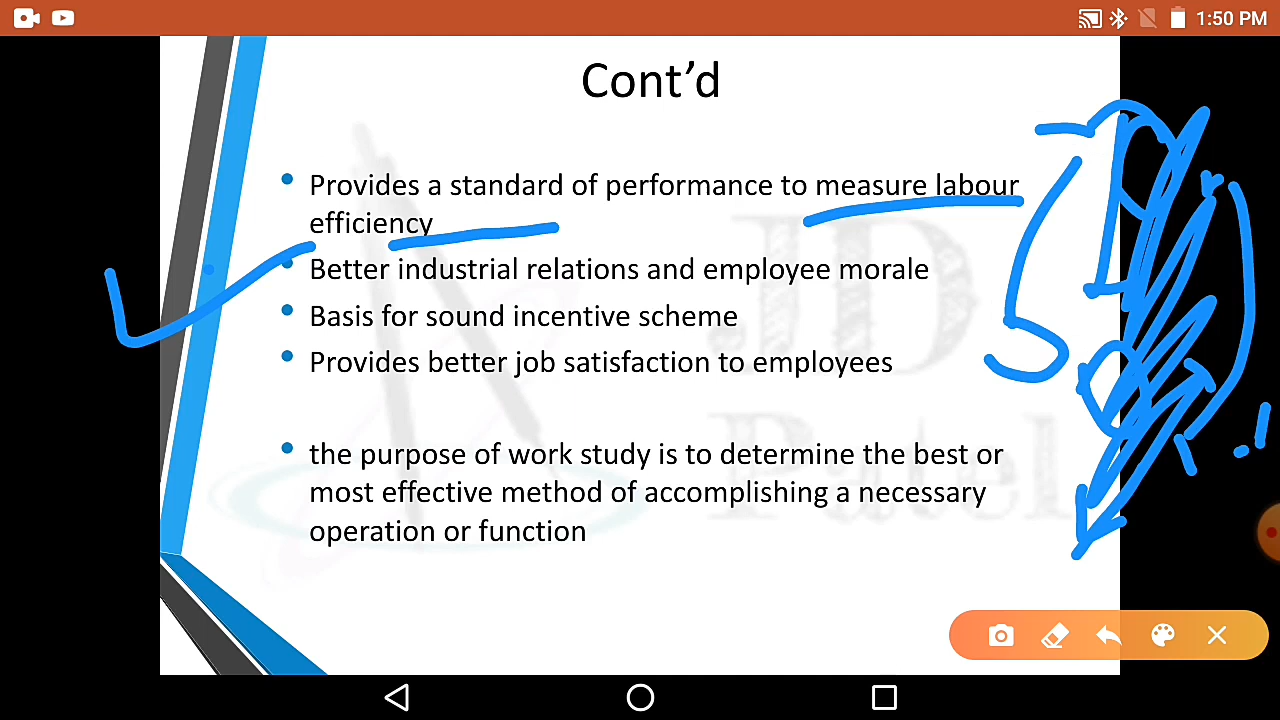 1:50 PM
Cont’d
• Provides a standard of performance to measure labour
efficiency
• Better industrial relations and employee morale
• Basis for sound incentive scheme
• Provides better job satisfaction to employees
• the purpose of work study is to determine the best or
most effective method of accomplishing a necessary
operation or function
JD
Patel